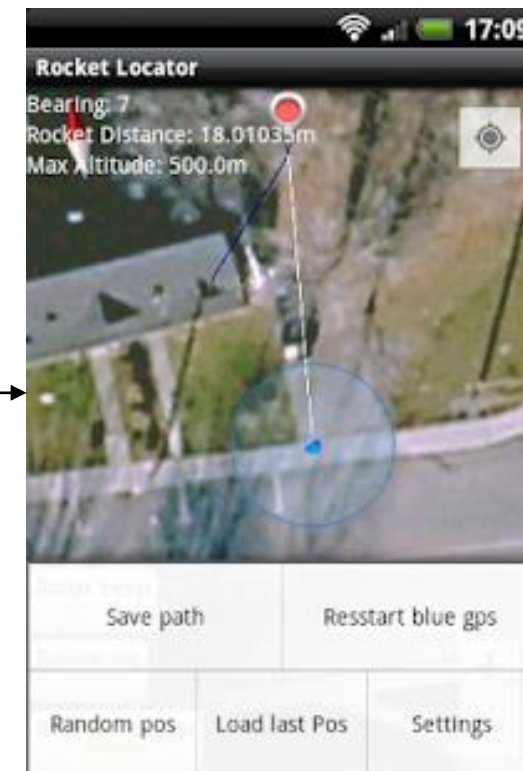 17:09
Rocket Locator
Bearing: 7
Rocket Distance: 18.01035m
Max Altitude: 500.0m
Save path
Resstart blue gps
Random pos
Load last Pos
Settings